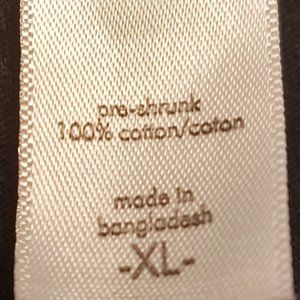 pre-shrunk
100% cotton/coton
made in
bangladesh
-XL-